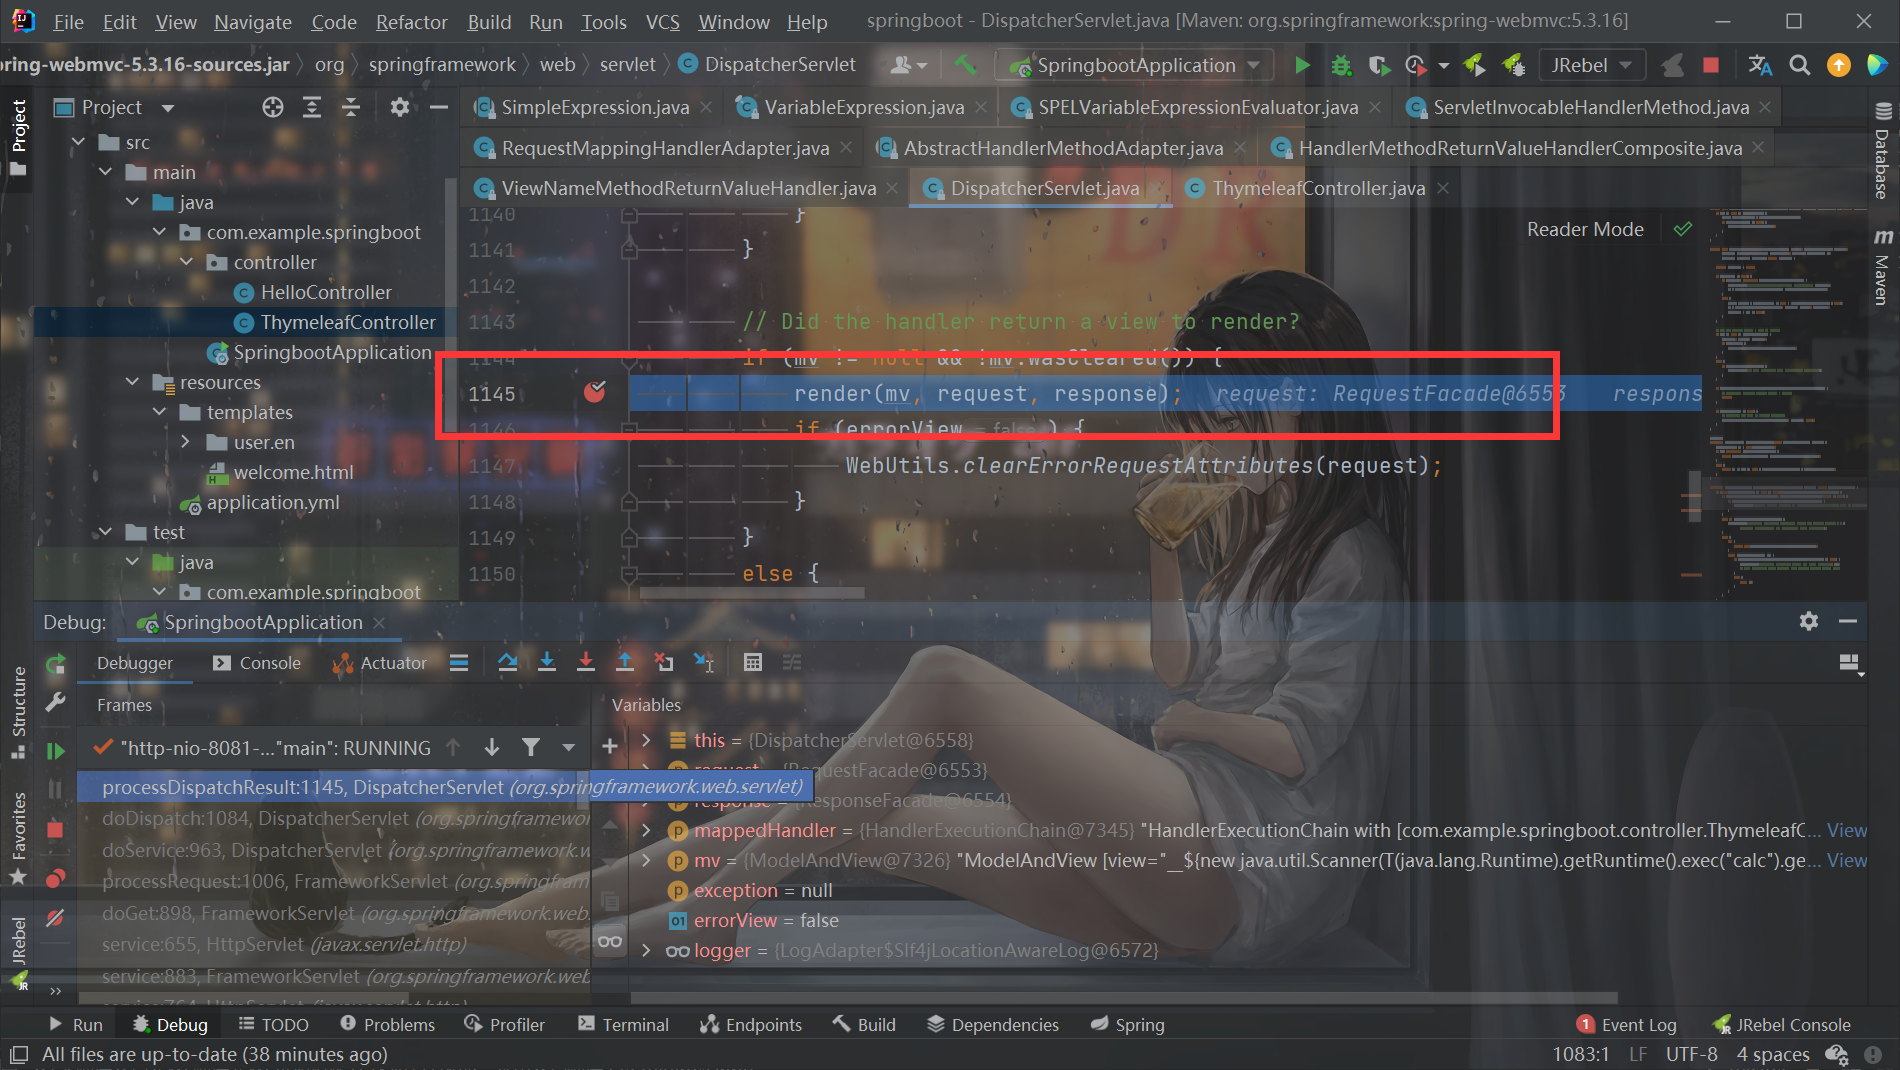 File Edit View Navigate Code Refactor Build Run Tools VCS Window Help springboot - DispatcherServlet.java [Maven: org.springframework:spring-webmvc:5.3.16]
ring-webmvc-5.3.16-sources.jar org springframework web servlet DispatcherServlet SpringbootApplication JRebel
Project
SimpleExpression.java VariableExpression.java SPELVariableExpressionEvaluator.java ServletInvocableHandlerMethod.java
RequestMappingHandlerAdapter.java AbstractHandlerMethodAdapter.java HandlerMethodReturnValueHandlerComposite.java
ViewNameMethodReturnValueHandler.java DispatcherServlet.java ThymeleafController.java
Project
Structure
Favorites
JRebel
Database
Maven
src
main
java
com.example.springboot
controller
HelloController
ThymeleafController
SpringbootApplication
resources
templates
user.en
welcome.html
application.yml
test
java
com.example.springboot
Reader Mode
1140 }
1141 }
1142
1143 // Did the handler return a view to render?
1144 if (mv != null && !mv.wasCleared()) {
1145 render(mv, request, response); request: RequestFacade@6553 respons
1146 if (errorView = false ) {
1147 WebUtils.clearErrorRequestAttributes(request);
1148 }
1149 }
1150 else {
Debug: SpringbootApplication
Debugger Console Actuator
Frames
"http-nio-8081-..."main": RUNNING
processDispatchResult:1145, DispatcherServlet (org.springframework.web.servlet)
doDispatch:1084, DispatcherServlet (org.springframewor
doService:963, DispatcherServlet (org.springframework.w
processRequest:1006, FrameworkServlet (org.springfram
doGet:898, FrameworkServlet (org.springframework.web.
service:655, HttpServlet (javax.servlet.http)
service:883, FrameworkServlet (org.springframework.web
service:764, HttpServlet (javax.servlet.http)
Variables
this = {DispatcherServlet@6558}
request = {RequestFacade@6553}
response = {ResponseFacade@6554}
mappedHandler = {HandlerExecutionChain@7345} "HandlerExecutionChain with [com.example.springboot.controller.ThymeleafC... View
mv = {ModelAndView@7326} "ModelAndView [view="__${new java.util.Scanner(T(java.lang.Runtime).getRuntime().exec("calc").ge... View
exception = null
errorView = false
logger = {LogAdapter$Slf4jLocationAwareLog@6572}
Run Debug TODO Problems Profiler Terminal Endpoints Build Dependencies Spring 1 Event Log JRebel Console
All files are up-to-date (38 minutes ago) 1083:1 LF UTF-8 4 spaces